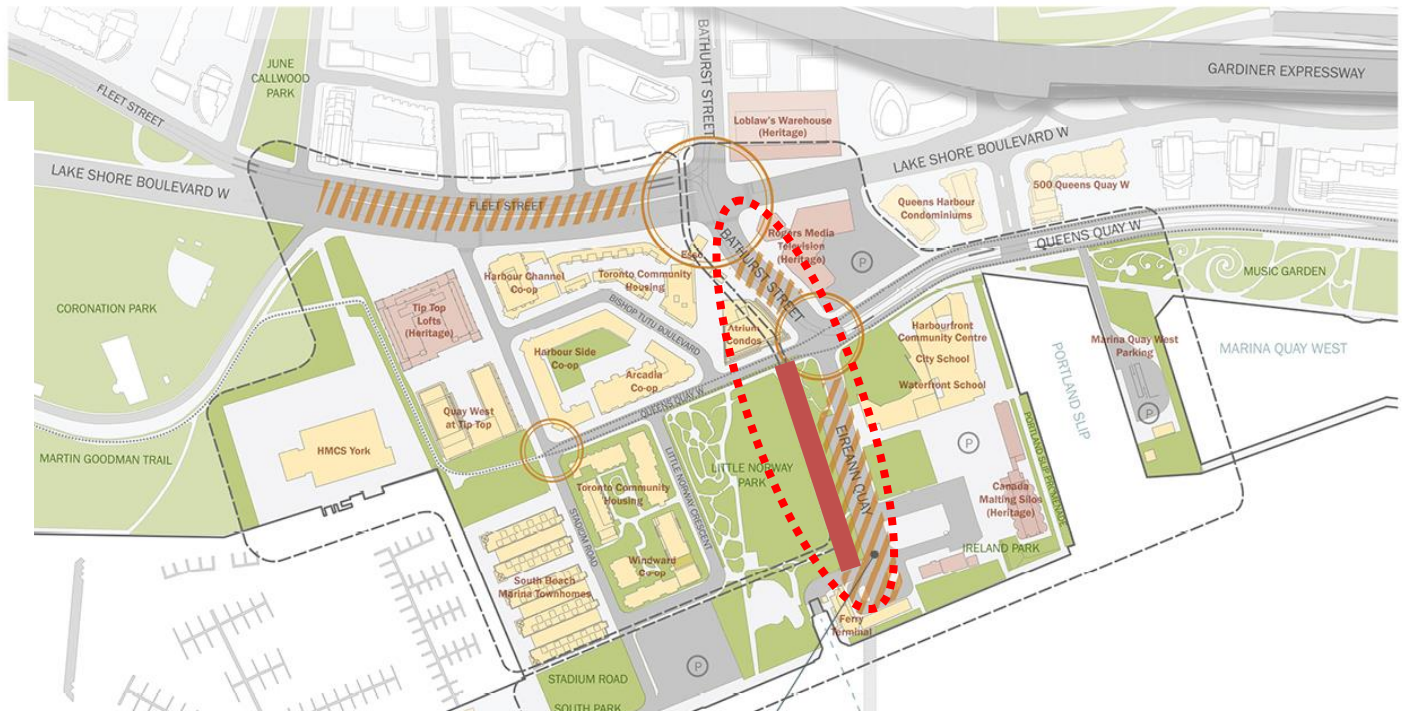 BATHURST STREET
GARDINER EXPRESSWAY
JUNE
CALLWOOD
PARK
FLEET STREET
Loblaw's Warehouse
(Heritage)
LAKE SHORE BOULEVARD W
LAKE SHORE BOULEVARD W
500 Queens Quay W
FLEET STREET
Queens Harbour
Condominiums
Rogers Media
Television
(Heritage)
BATHURST STREET
QUEENS QUAY W
Esso
P
Harbour Channel
Co-op
Toronto Community
Housing
MUSIC GARDEN
CORONATION PARK
Tip Top
Lofts
(Heritage)
BISHOP TUTU BOULEVARD
Atrium
Condos
Harbourfront
Community Centre
City School
Waterfront School
Marina Quay West
Parking
MARINA QUAY WEST
PORTLAND SLIP
Harbour Side
Co-op
Arcadia
Co-op
QUEENS QUAY W
P
Quay West
at Tip Top
HMCS York
MARTIN GOODMAN TRAIL
EIREANN QUAY
P
LITTLE NORWAY
PARK
LITTLE NORWAY CRESCENT
PORTLAND SLIP PROMENADE
Toronto Community
Housing
Canada
Malting Silos
(Heritage)
STADIUM ROAD
IRELAND PARK
Windward
Co-op
South Beach
Marina Townhomes
Ferry
Terminal
P
STADIUM ROAD
SOUTH PARK